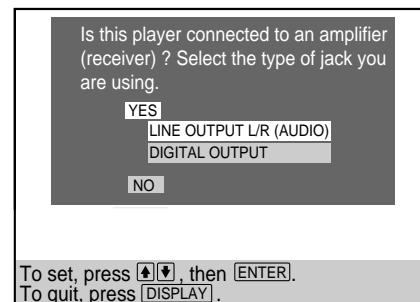 Is this player connected to an amplifier
(receiver) ? Select the type of jack you
are using.
YES
LINE OUTPUT L/R (AUDIO)
DIGITAL OUTPUT
NO
To set, press ↑↓, then ENTER.
To quit, press DISPLAY.